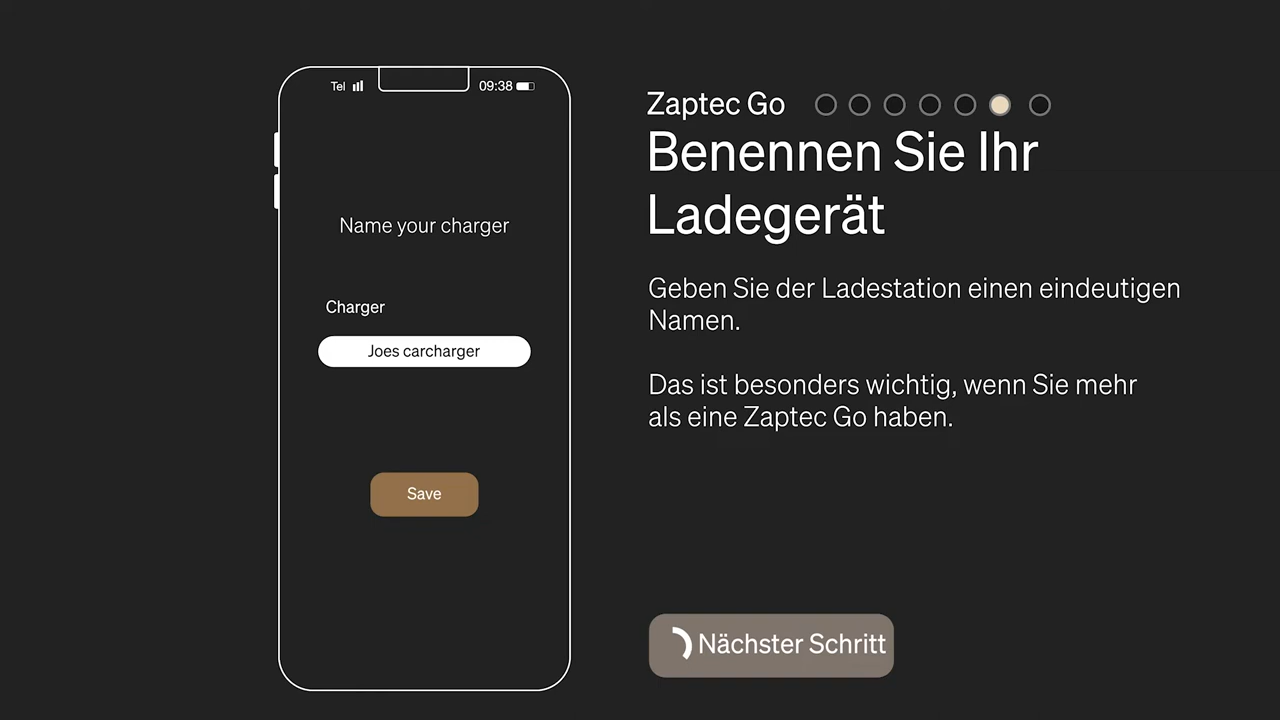 Tel
09:38
Name your charger
Charger
Joes carcharger
Save
Zaptec Go
Benennen Sie Ihr
Ladegerät
Geben Sie der Ladestation einen eindeutigen
Namen.
Das ist besonders wichtig, wenn Sie mehr
als eine Zaptec Go haben.
Nächster Schritt